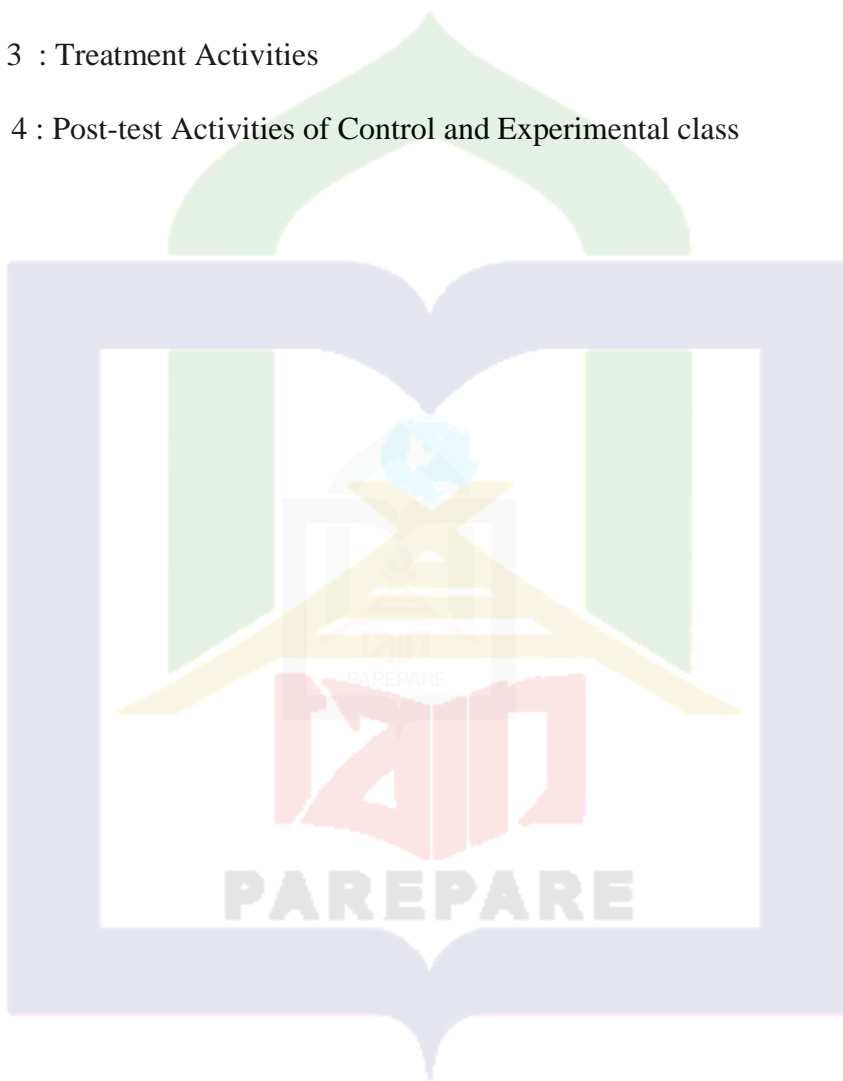 3 : Treatment Activities
4 : Post-test Activities of Control and Experimental class
PAREPARE
PAREPARE